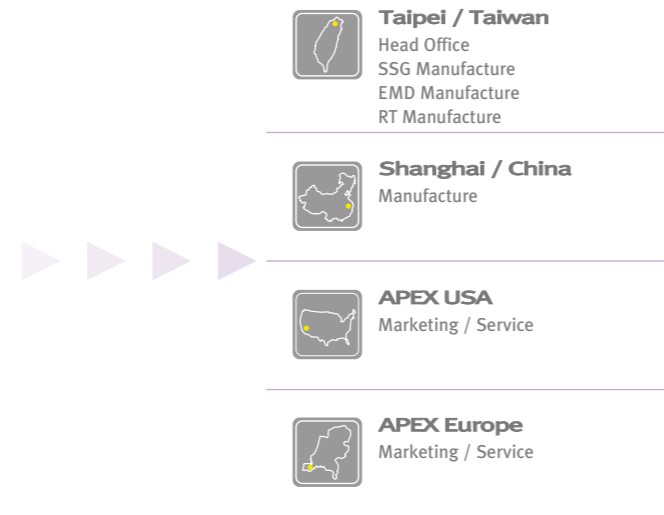 Taipei / Taiwan
Head Office
SSG Manufacture
EMD Manufacture
RT Manufacture
Shanghai / China
Manufacture
APEX USA
Marketing / Service
APEX Europe
Marketing / Service